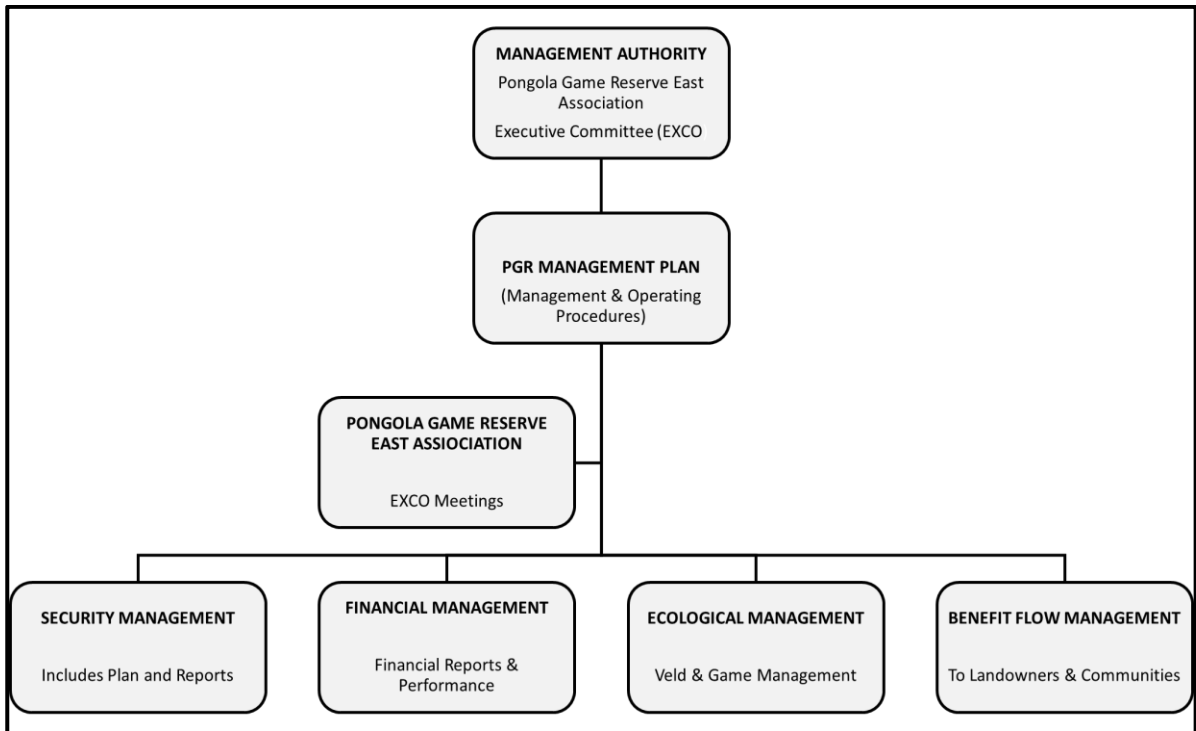 MANAGEMENT AUTHORITY
Pongola Game Reserve East
Association
Executive Committee (EXCO
PGR MANAGEMENT PLAN
(Management & Operating
Procedures)
PONGOLA GAME RESERVE
EAST ASSIOCIATION
EXCO Meetings
SECURITY MANAGEMENT
Includes Plan and Reports
FINANCIAL MANAGEMENT
Financial Reports &
Performance
ECOLOGICAL MANAGEMENT
Veld & Game Management
BENEFIT FLOW MANAGEMENT
To Landowners & Communities